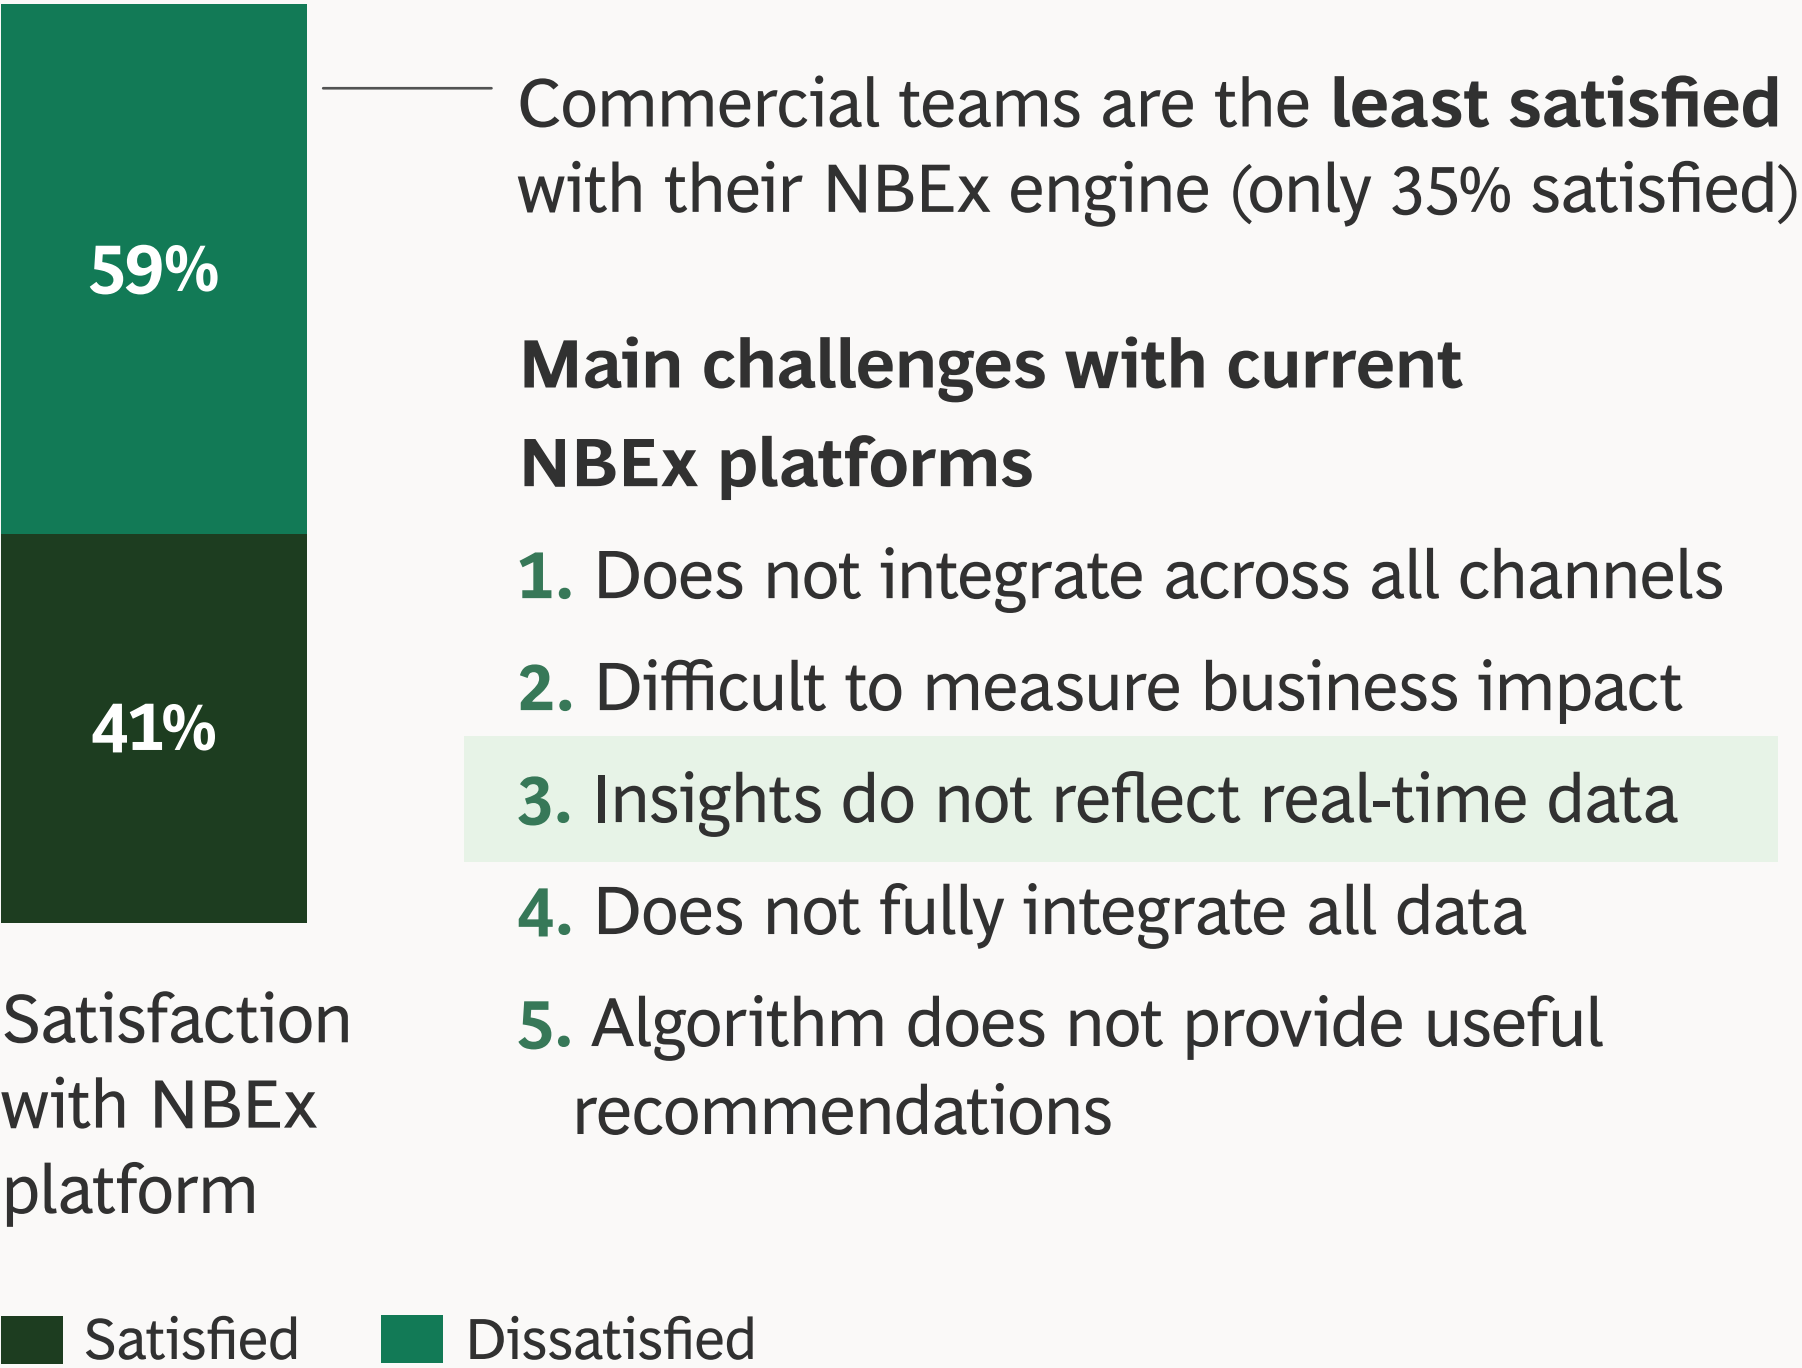 59%
41%
Satisfaction
with NBEx
platform
Commercial teams are the least satisfied
with their NBEx engine (only 35% satisfied)
Main challenges with current
NBEx platforms
1. Does not integrate across all channels
2. Difficult to measure business impact
3. Insights do not reflect real-time data
4. Does not fully integrate all data
5. Algorithm does not provide useful
recommendations
Satisfied
Dissatisfied